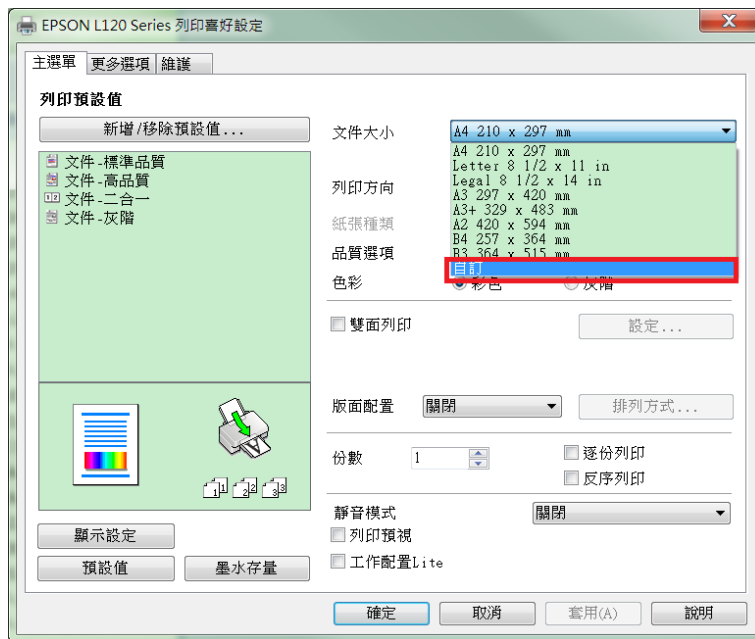 EPSON L120 Series 列印喜好設定
主選單 更多選項 維護
列印預設值
新增/移除預設值...
文件-標準品質
文件-高品質
文件-二合一
文件-灰階
文件大小 A4 210 x 297 mm
A4 210 x 297 mm
Letter 8 1/2 x 11 in
Legal 8 1/2 x 14 in
列印方向
A3 297 x 420 mm
A3+ 329 x 483 mm
紙張種類
A2 420 x 594 mm
B4 257 x 364 mm
品質選項
B3 364 x 515 mm
自訂
色彩 彩色 灰階
雙面列印 設定...
版面配置 關閉 排列方式...
份數 1 逐份列印
反序列印
1 1 2 2 3 3
靜音模式 關閉
顯示設定 列印預視
預設值 墨水存量 工作配置Lite
確定 取消 套用(A) 說明